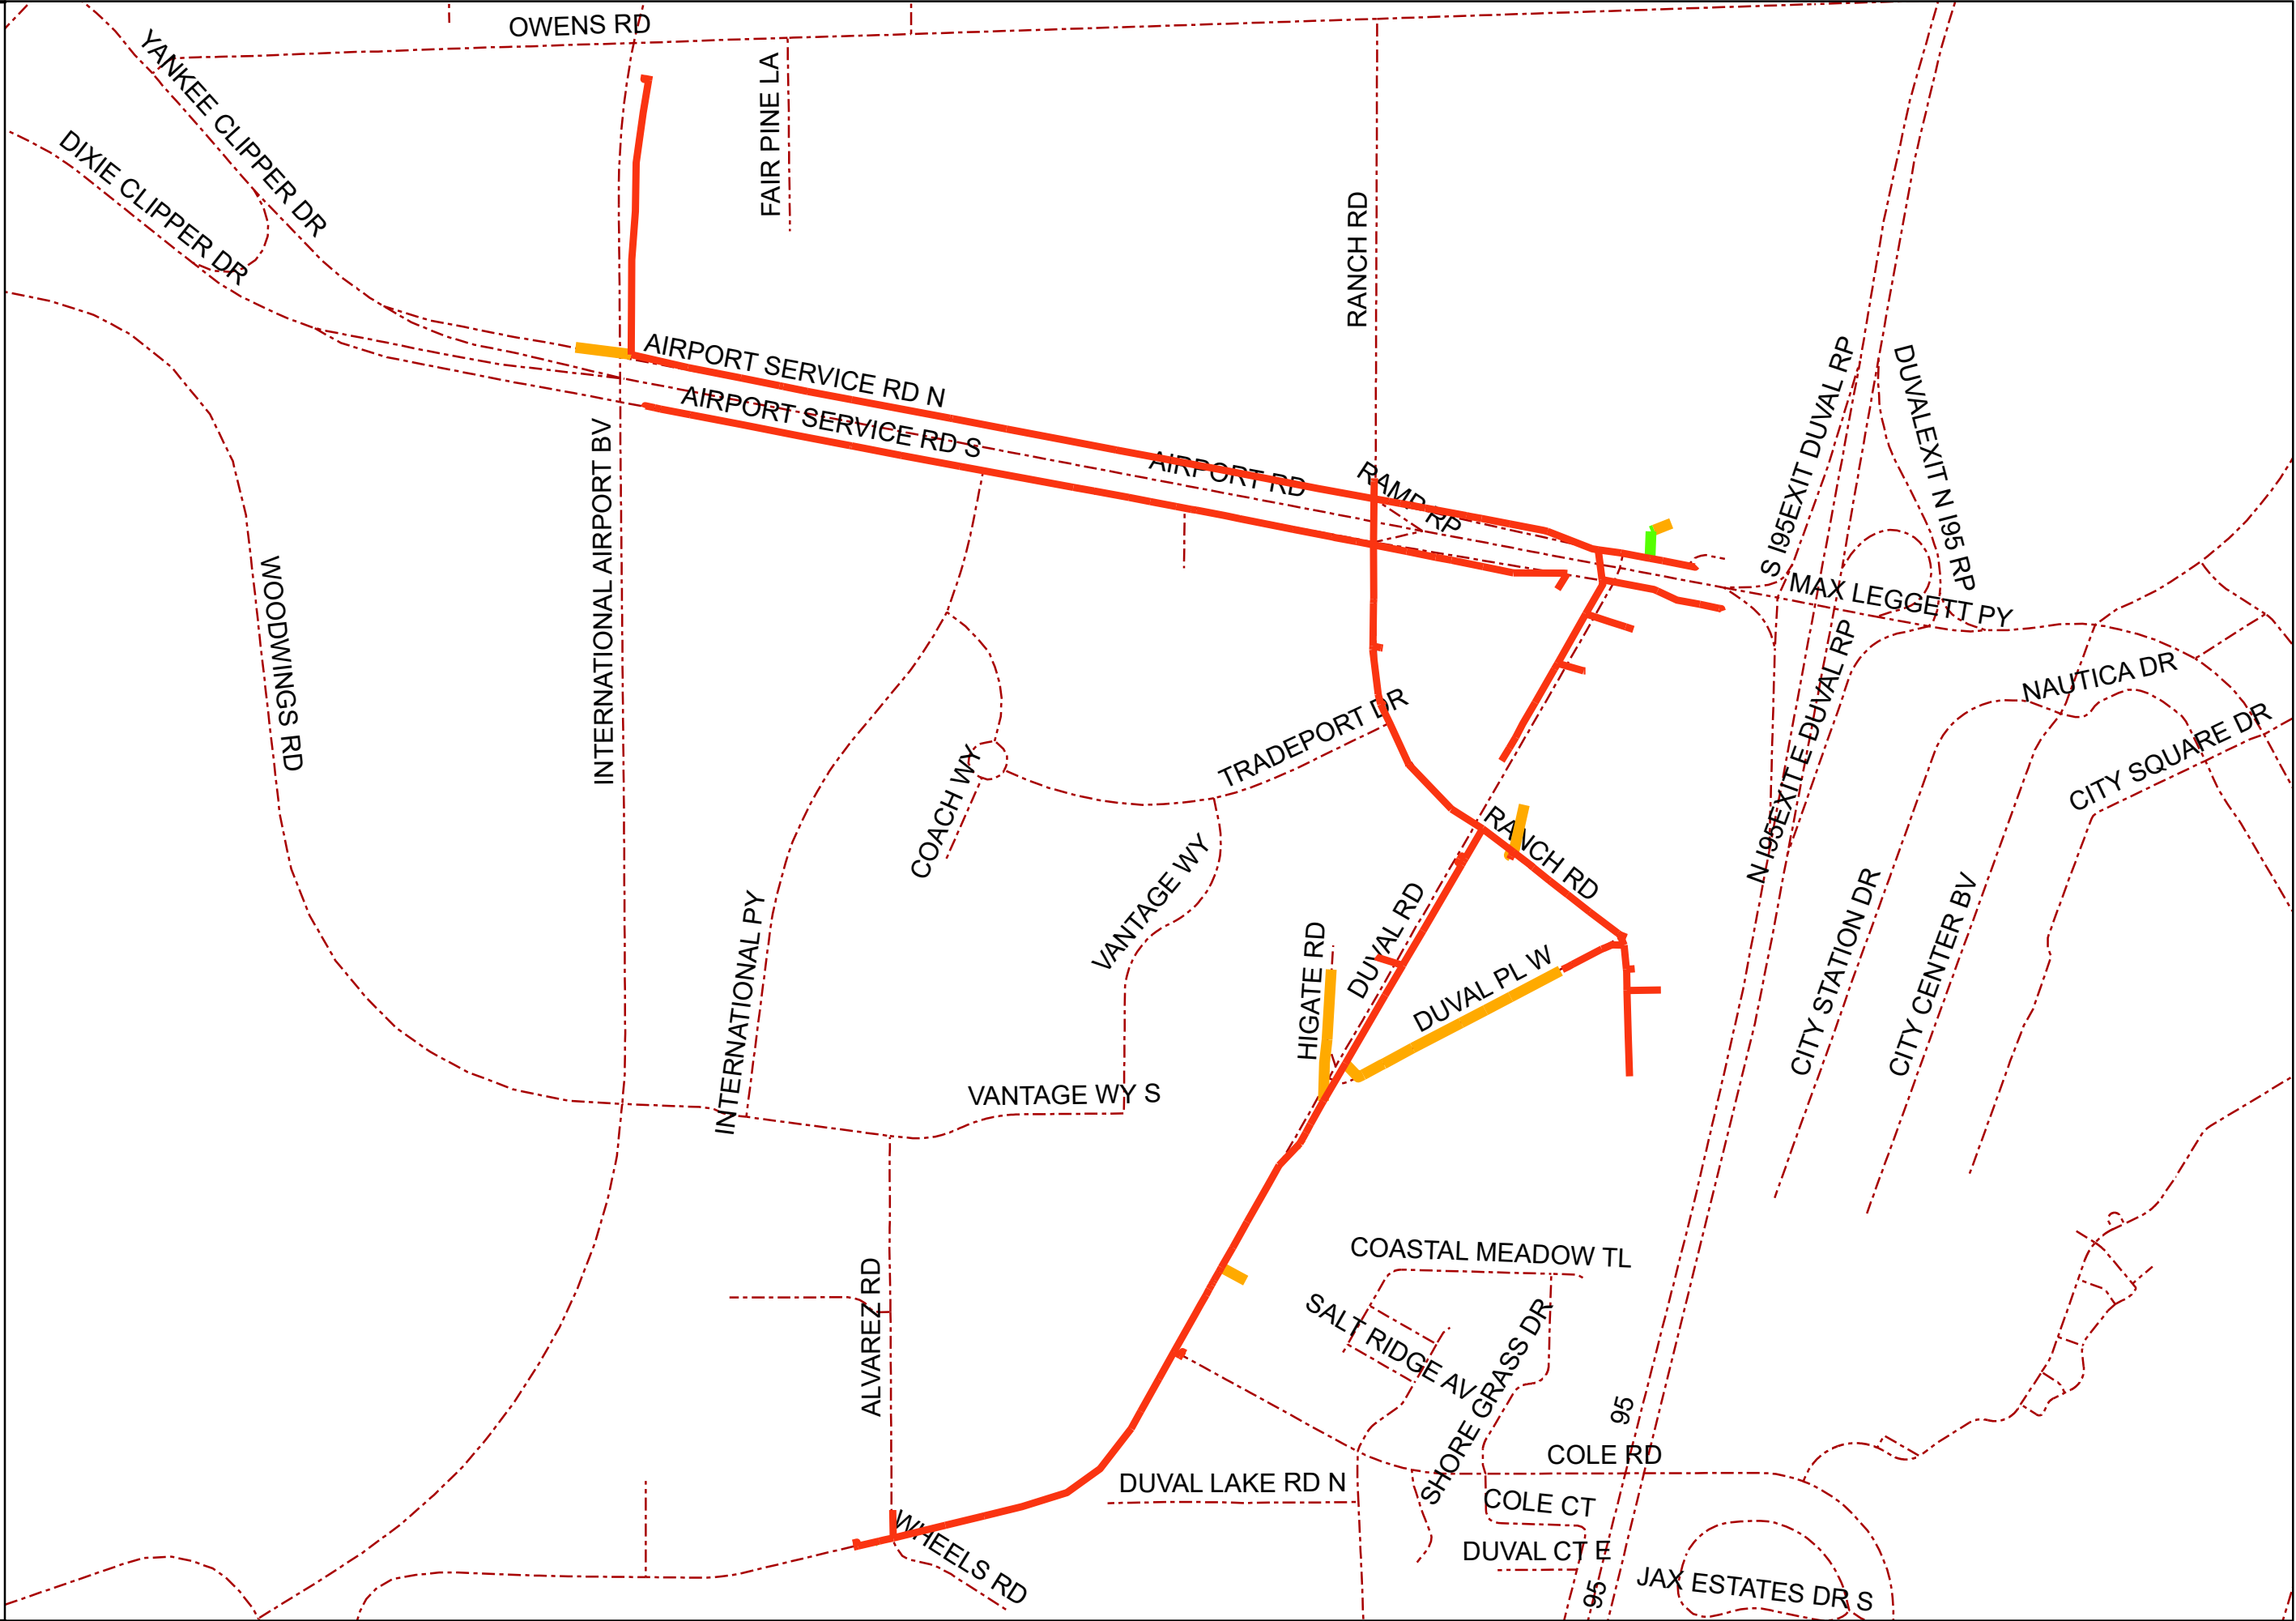 OWENS RD
YANKEE CLIPPER DR
FAIR PINE LA
DIXIE CLIPPER DR
RANCH RD
AIRPORT SERVICE RD N
AIRPORT SERVICE RD S
AIRPORT RD
RAMP RP
S I95EXIT DUVAL RP
DUVALEXIT N I95 RP
INTERNATIONAL AIRPORT BV
WOODWINGS RD
MAX LEGGETT PY
NAUTICA DR
CITY SQUARE DR
N I95EXIT E DUVAL RP
TRADEPORT DR
COACH WY
VANTAGE WY
RANCH RD
DUVAL RD
HIGATE RD
DUVAL PL W
CITY STATION DR
CITY CENTER BV
INTERNATIONAL PY
VANTAGE WY S
COASTAL MEADOW TL
ALVAREZ RD
SALT RIDGE AV
SHORE GRASS DR
95
COLE RD
DUVAL LAKE RD N
COLE CT
WHEELS RD
DUVAL CT E
95
JAX ESTATES DR S